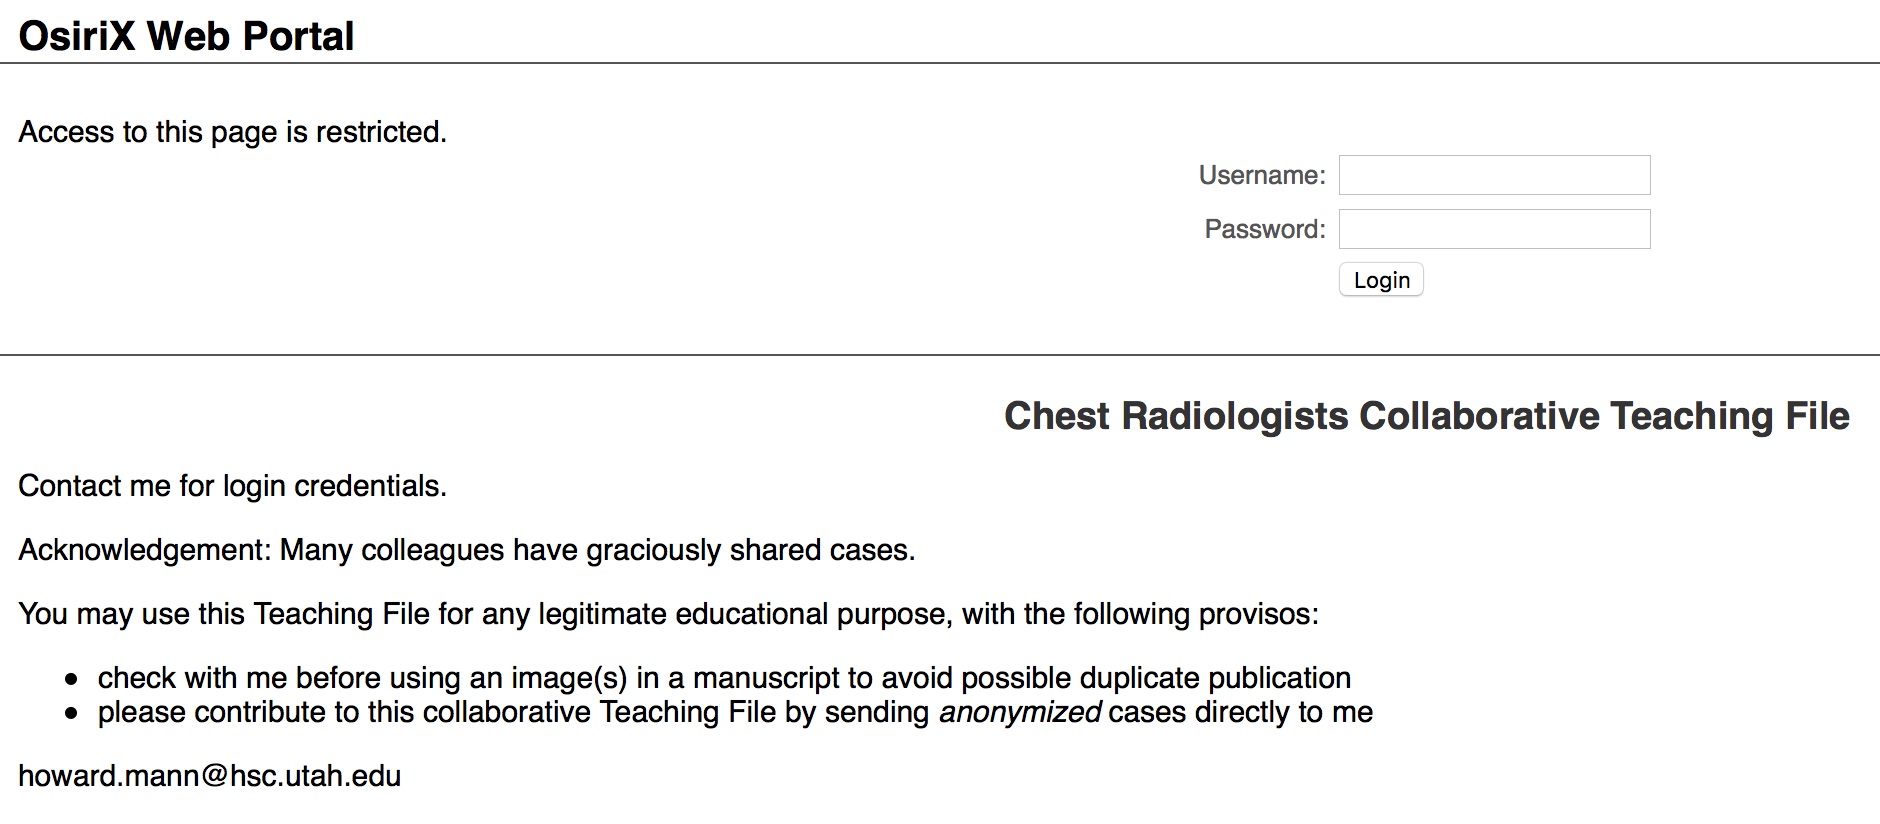 OsiriX Web Portal
Access to this page is restricted.
Username:
Password:
Login
Chest Radiologists Collaborative Teaching File
Contact me for login credentials.
Acknowledgement: Many colleagues have graciously shared cases.
You may use this Teaching File for any legitimate educational purpose, with the following provisos:
• check with me before using an image(s) in a manuscript to avoid possible duplicate publication
• please contribute to this collaborative Teaching File by sending anonymized cases directly to me
howard.mann@hsc.utah.edu